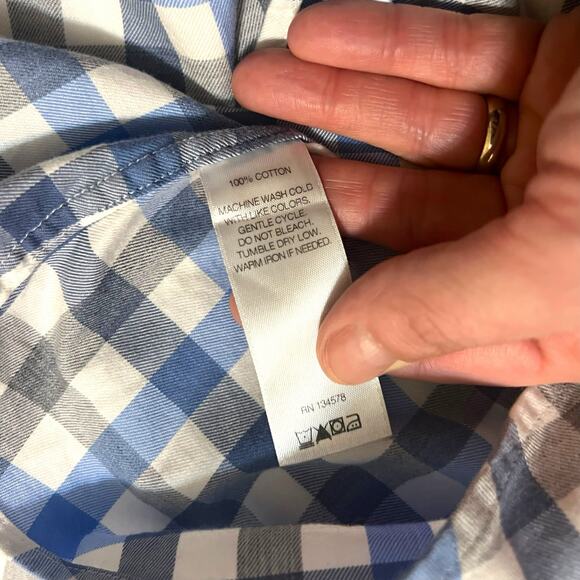 100% COTTON
MACHINE WASH COLD
WITH LIKE COLORS.
GENTLE CYCLE.
DO NOT BLEACH.
TUMBLE DRY LOW.
WARM IRON IF NEEDED.
RN 134578